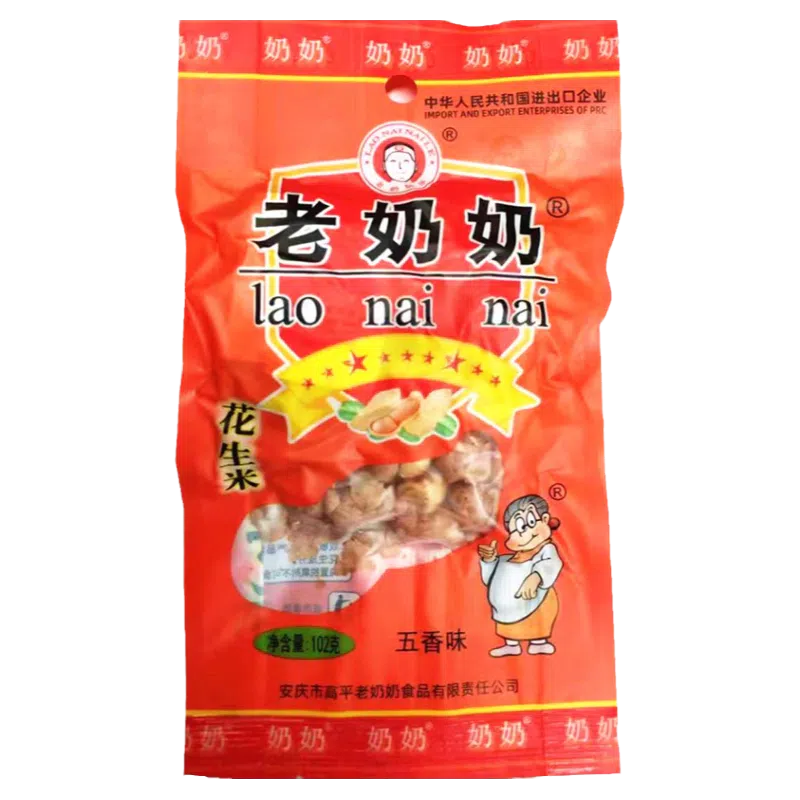 奶奶® 奶奶® 奶奶® 奶奶®
中华人民共和国进出口企业
IMPORT AND EXPORT ENTERPRISES OF PRC
LAO NAI NAI
®
老奶奶®
lao nai nai
花生米
®
净含量:102克
五香味
安庆市高平老奶奶食品有限责任公司
奶奶® 奶奶® 奶奶® 奶奶®